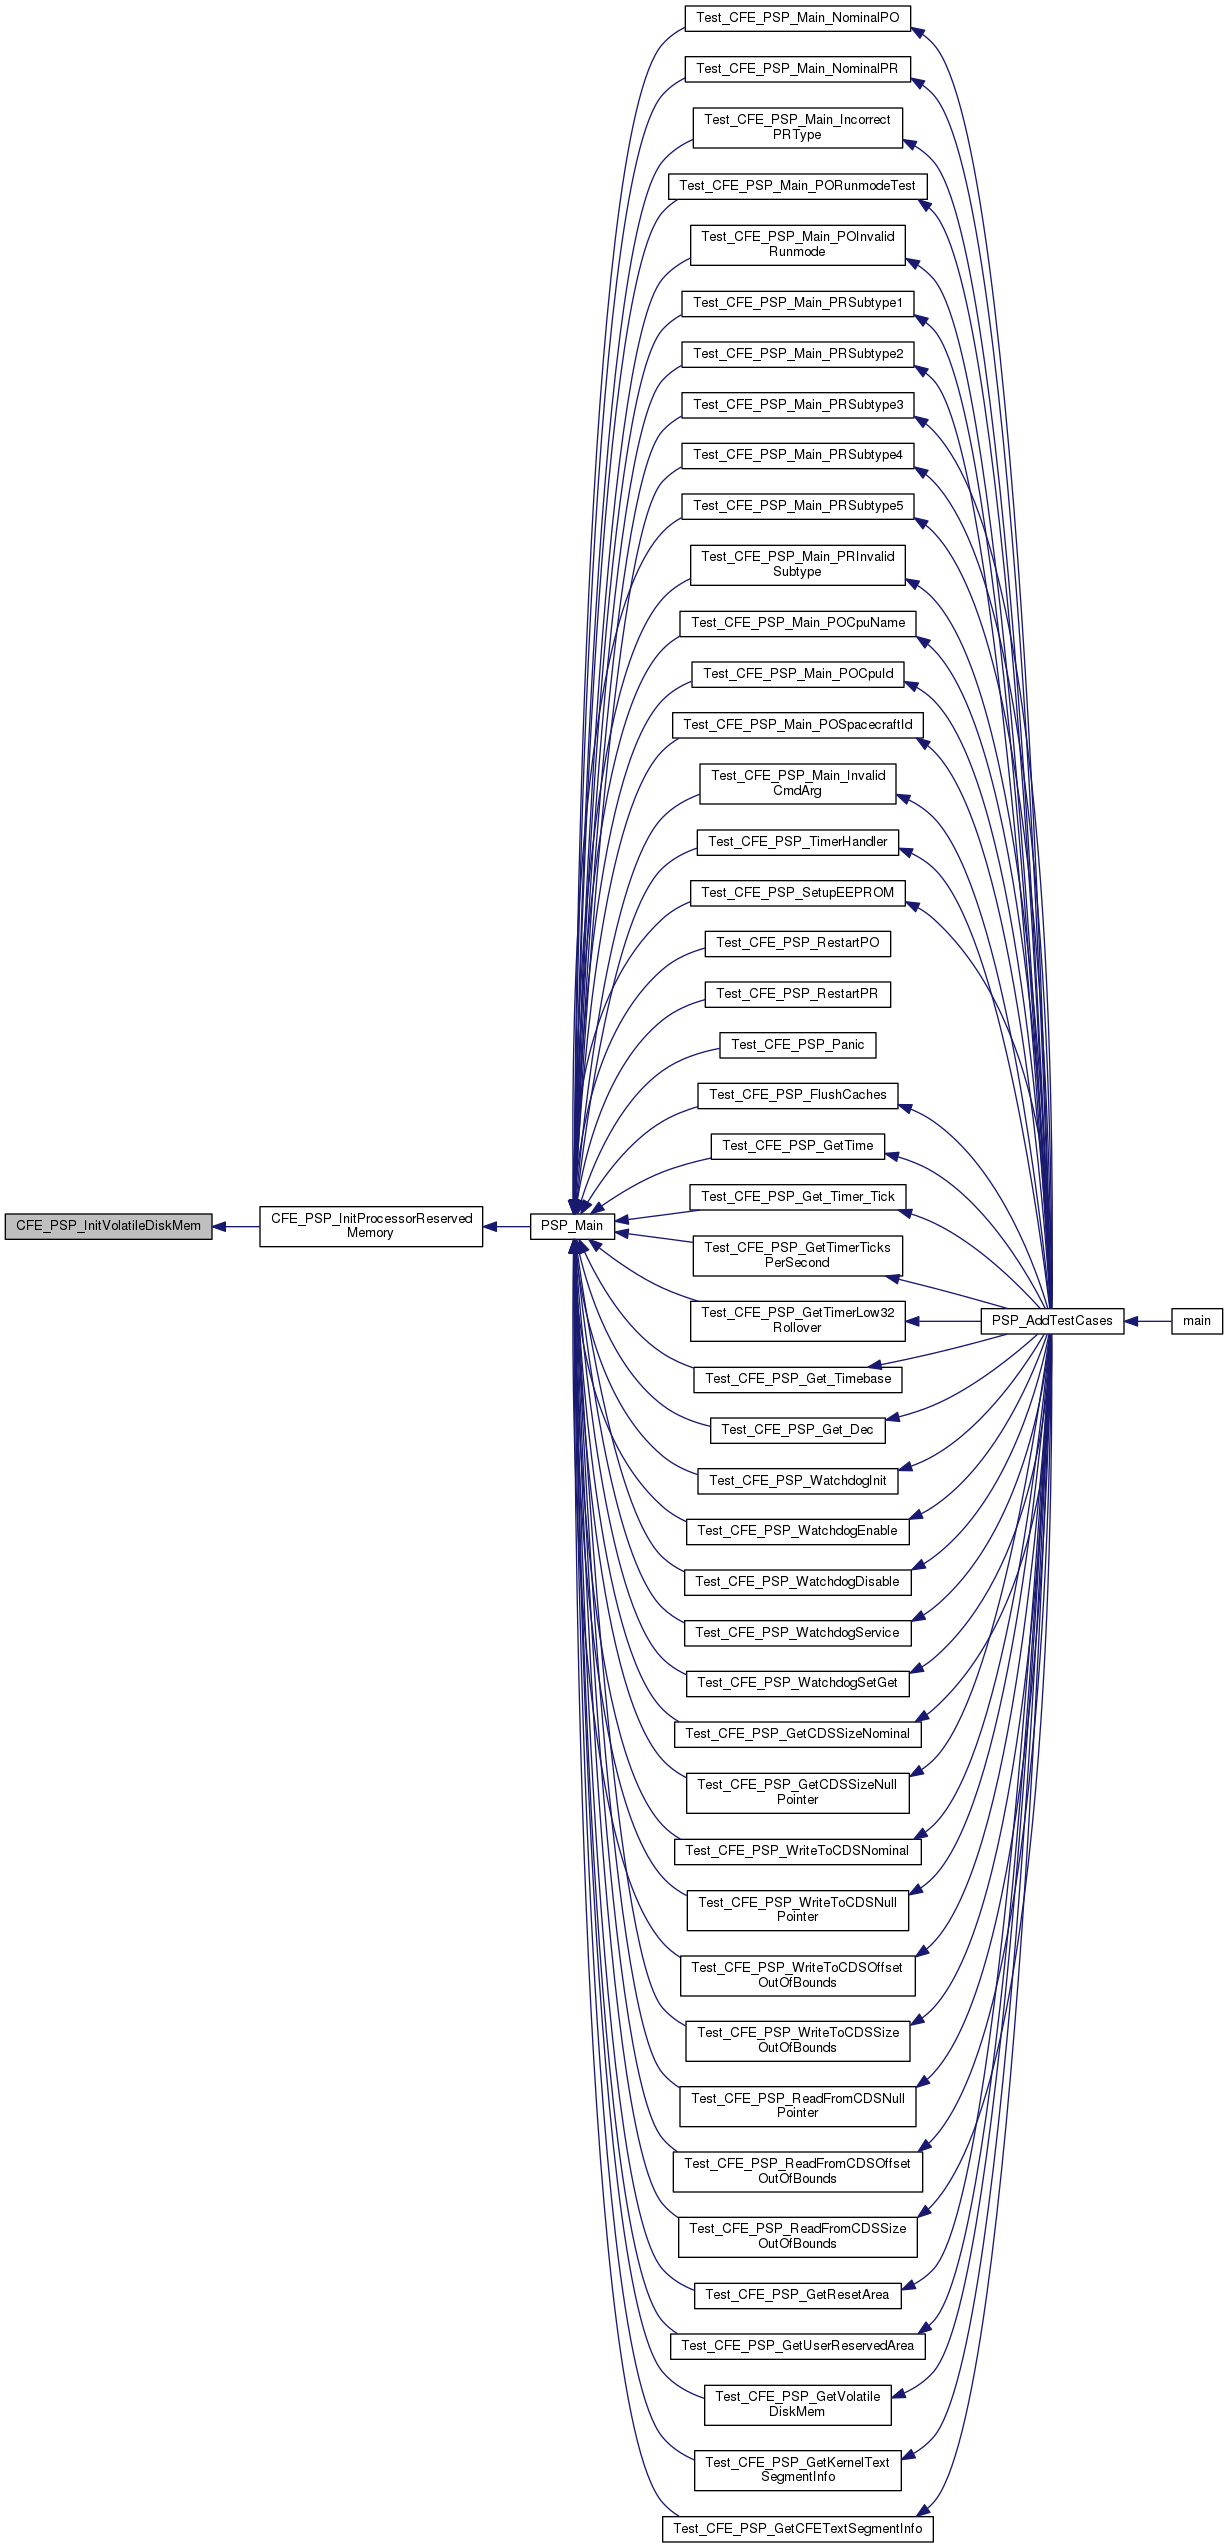 Test_CFE_PSP_Main_NominalPO
Test_CFE_PSP_Main_NominalPR
Test_CFE_PSP_Main_Incorrect
PRType
Test_CFE_PSP_Main_PORunmodeTest
Test_CFE_PSP_Main_POInvalid
Runmode
Test_CFE_PSP_Main_PRSubtype1
Test_CFE_PSP_Main_PRSubtype2
Test_CFE_PSP_Main_PRSubtype3
Test_CFE_PSP_Main_PRSubtype4
Test_CFE_PSP_Main_PRSubtype5
Test_CFE_PSP_Main_PRInvalid
Subtype
Test_CFE_PSP_Main_POCpuName
Test_CFE_PSP_Main_POCpuId
Test_CFE_PSP_Main_POSpacecraftId
Test_CFE_PSP_Main_Invalid
CmdArg
Test_CFE_PSP_TimerHandler
Test_CFE_PSP_SetupEEPROM
Test_CFE_PSP_RestartPO
Test_CFE_PSP_RestartPR
Test_CFE_PSP_Panic
Test_CFE_PSP_FlushCaches
Test_CFE_PSP_GetTime
Test_CFE_PSP_Get_Timer_Tick
CFE_PSP_InitVolatileDiskMem
CFE_PSP_InitProcessorReserved
Memory
PSP_Main
Test_CFE_PSP_GetTimerTicks
PerSecond
Test_CFE_PSP_GetTimerLow32
Rollover
PSP_AddTestCases
main
Test_CFE_PSP_Get_Timebase
Test_CFE_PSP_Get_Dec
Test_CFE_PSP_WatchdogInit
Test_CFE_PSP_WatchdogEnable
Test_CFE_PSP_WatchdogDisable
Test_CFE_PSP_WatchdogService
Test_CFE_PSP_WatchdogSetGet
Test_CFE_PSP_GetCDSSizeNominal
Test_CFE_PSP_GetCDSSizeNull
Pointer
Test_CFE_PSP_WriteToCDSNominal
Test_CFE_PSP_WriteToCDSNull
Pointer
Test_CFE_PSP_WriteToCDSOffset
OutOfBounds
Test_CFE_PSP_WriteToCDSSize
OutOfBounds
Test_CFE_PSP_ReadFromCDSNull
Pointer
Test_CFE_PSP_ReadFromCDSOffset
OutOfBounds
Test_CFE_PSP_ReadFromCDSSize
OutOfBounds
Test_CFE_PSP_GetResetArea
Test_CFE_PSP_GetUserReservedArea
Test_CFE_PSP_GetVolatile
DiskMem
Test_CFE_PSP_GetKernelText
SegmentInfo
Test_CFE_PSP_GetCFETextSegmentInfo